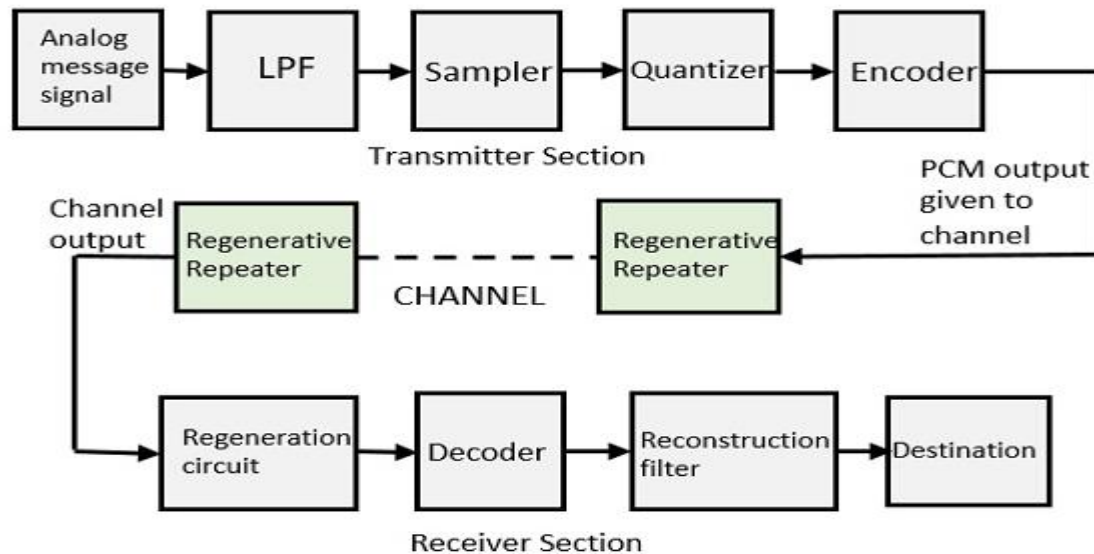 Analog
message
signal
LPF
Sampler
Quantizer
Encoder
Transmitter Section
PCM output
given to
channel
Channel
output
Regenerative
Repeater
CHANNEL
Regenerative
Repeater
Regeneration
circuit
Decoder
Reconstruction
filter
Destination
Receiver Section